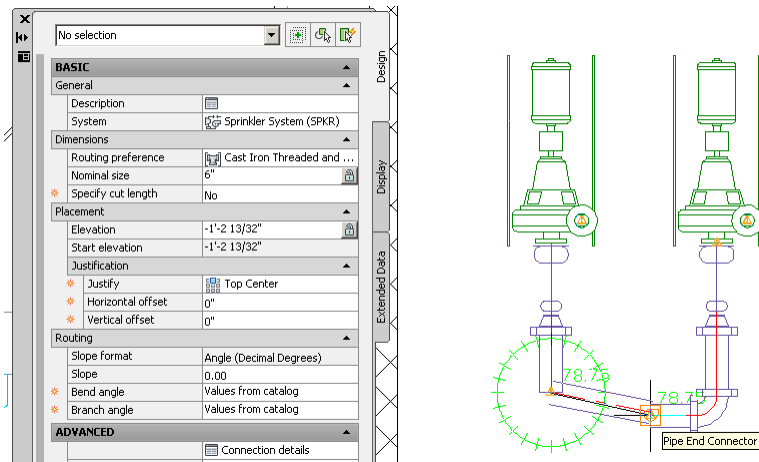 No selection
BASIC
General
Description
System Sprinkler System (SPKR)
Dimensions
Routing preference Cast Iron Threaded and ...
Nominal size 6"
Specify cut length No
Placement
Elevation -1'-2 13/32"
Start elevation -1'-2 13/32"
Justification
Justify Top Center
Horizontal offset 0"
Vertical offset 0"
Routing
Slope format Angle (Decimal Degrees)
Slope 0.00
Bend angle Values from catalog
Branch angle Values from catalog
ADVANCED
Connection details
Design
Display
Extended Data
78.75
78.75
Pipe End Connector